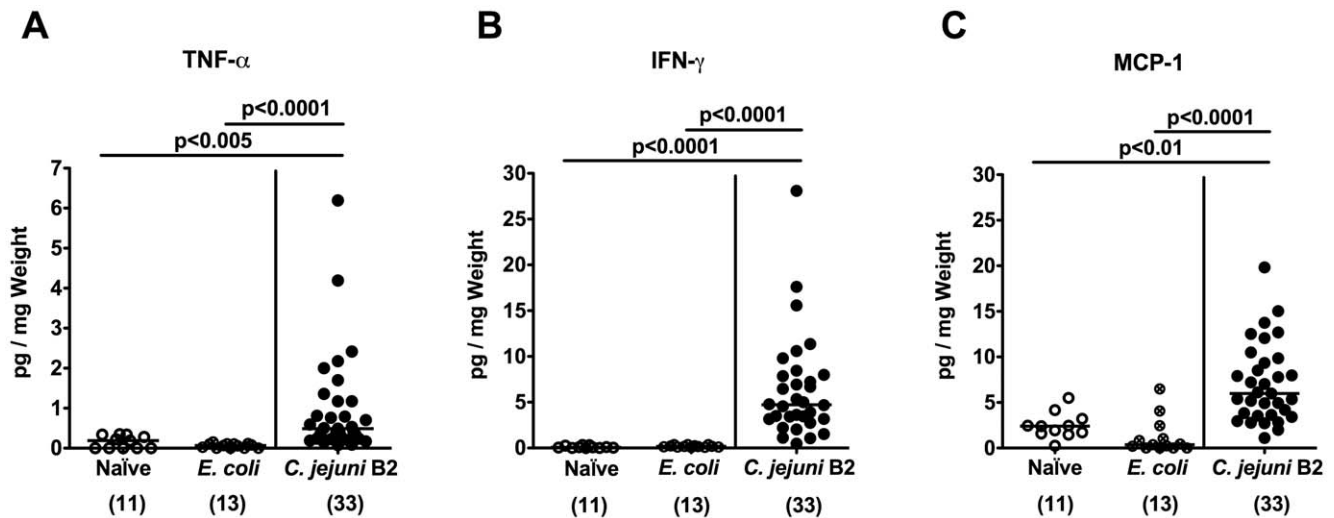 A
TNF-α
p<0.0001
p<0.005
7
6
5
4
3
2
1
0
pg / mg Weight
Naïve
E. coli
C. jejuni B2
(11)
(13)
(33)
B
IFN-γ
p<0.0001
p<0.0001
30
25
20
15
10
5
0
pg / mg Weight
Naïve
E. coli
C. jejuni B2
(11)
(13)
(33)
C
MCP-1
p<0.0001
p<0.01
30
25
20
15
10
5
0
pg / mg Weight
Naïve
E. coli
C. jejuni B2
(11)
(13)
(33)